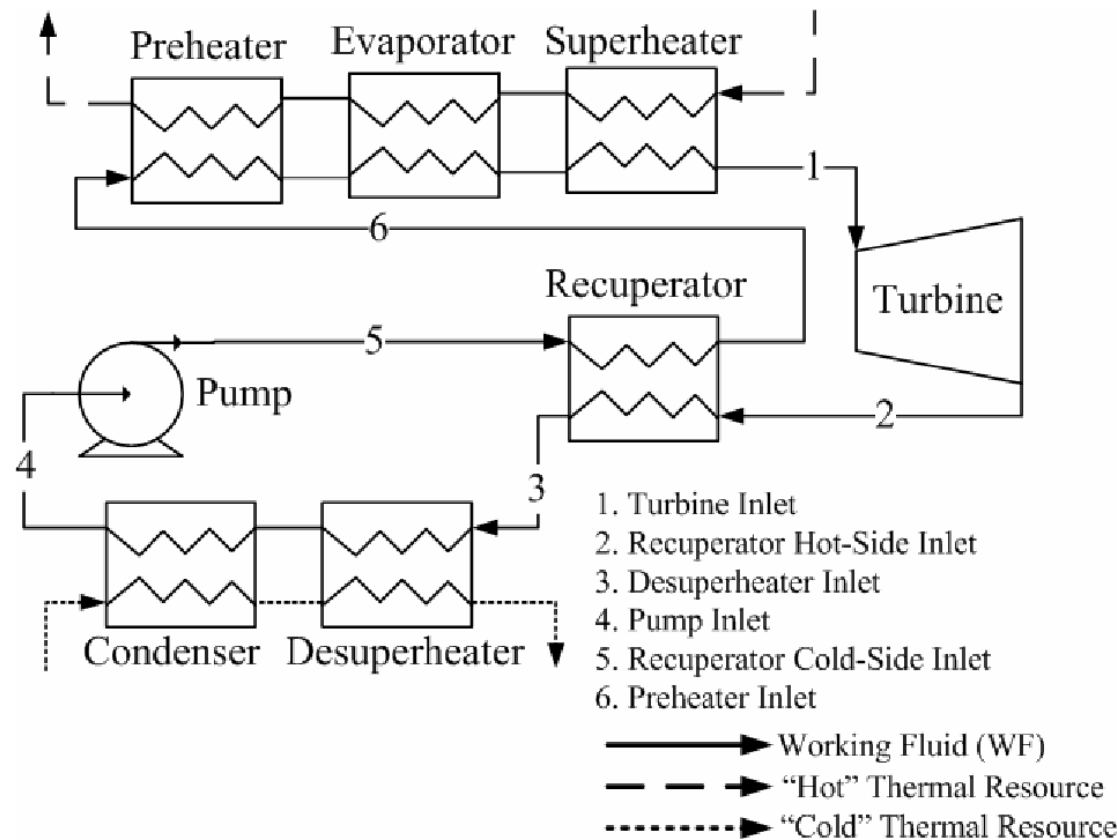 Preheater
Evaporator
Superheater
1
6
Recuperator
Turbine
5
Pump
2
4
3
1. Turbine Inlet
2. Recuperator Hot-Side Inlet
3. Desuperheater Inlet
4. Pump Inlet
5. Recuperator Cold-Side Inlet
6. Preheater Inlet
Condenser
Desuperheater
Working Fluid (WF)
“Hot” Thermal Resource
“Cold” Thermal Resource